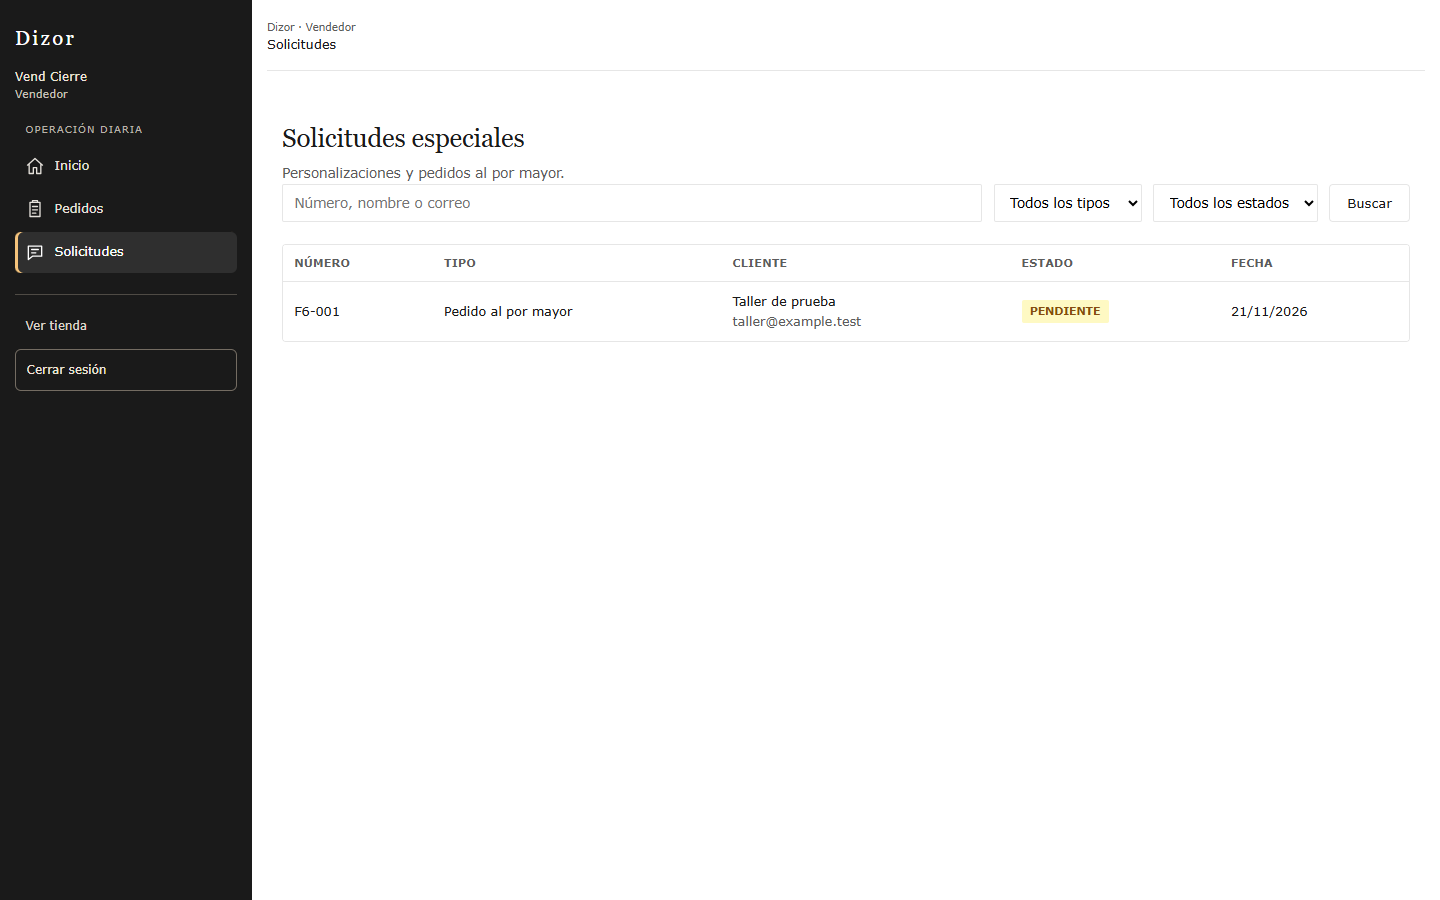 Dizor
Vend Cierre
Vendedor
OPERACIÓN DIARIA
Inicio
Pedidos
Solicitudes
Ver tienda
Cerrar sesión
Dizor · Vendedor
Solicitudes
Solicitudes especiales
Personalizaciones y pedidos al por mayor.
Número, nombre o correo
Todos los tipos
Todos los estados
Buscar
NÚMERO TIPO CLIENTE ESTADO FECHA
F6-001 Pedido al por mayor Taller de prueba PENDIENTE 21/11/2026
taller@example.test